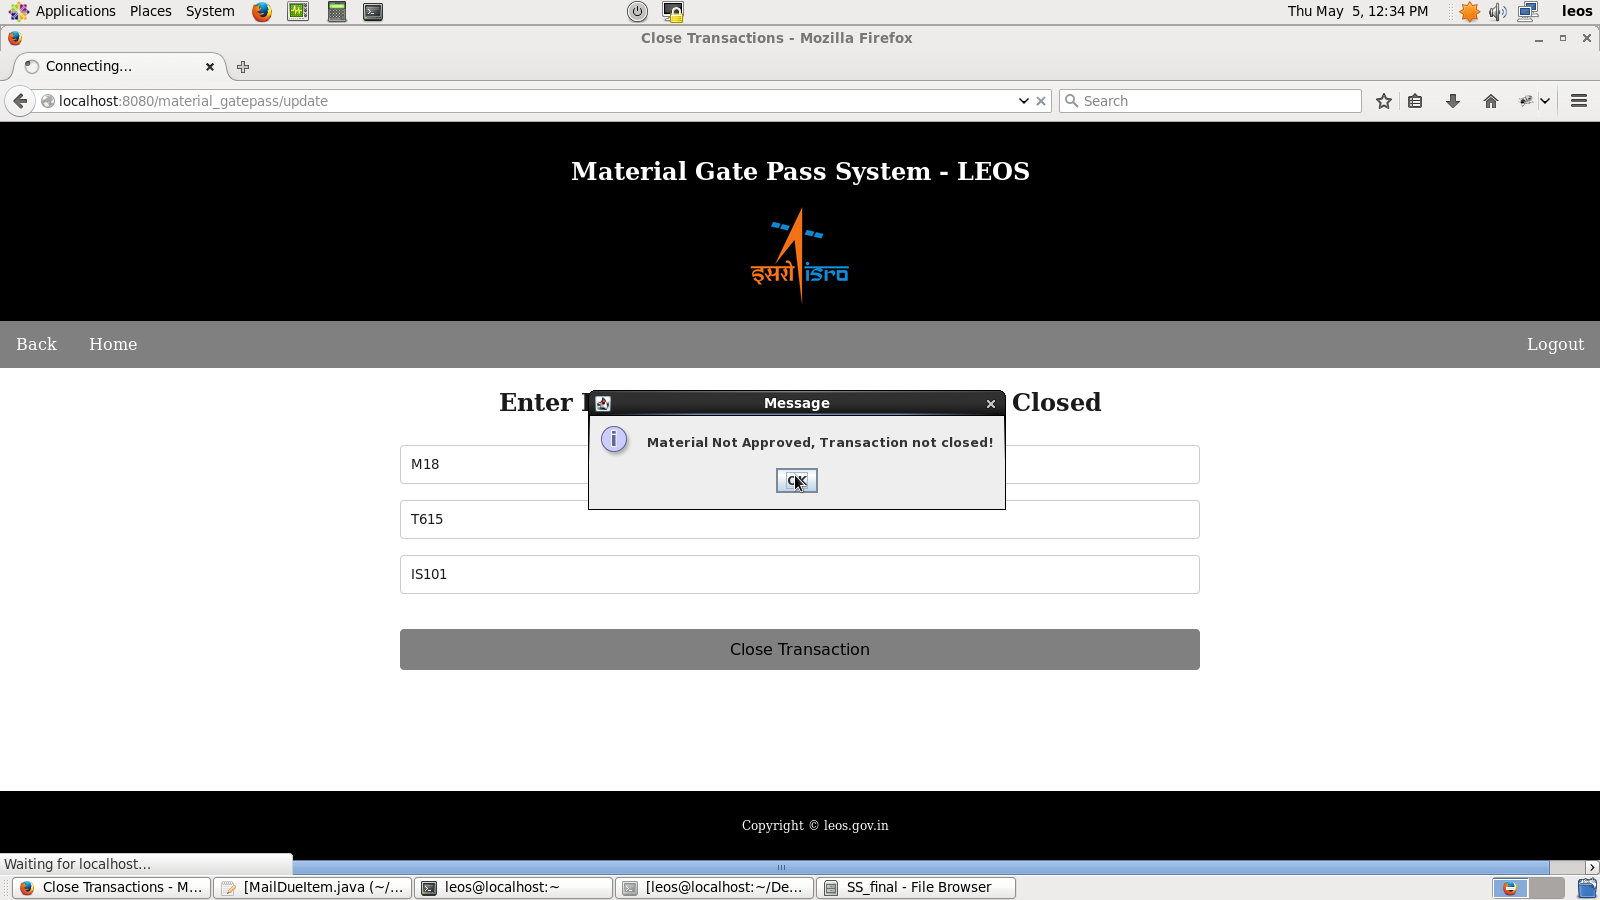 Applications Places System
Thu May 5, 12:34 PM leos
Close Transactions - Mozilla Firefox
Connecting...
localhost:8080/material_gatepass/update
Search
Material Gate Pass System - LEOS
इसरो isro
Back Home Logout
Enter
Closed
Message
Material Not Approved, Transaction not closed!
OK
M18
T615
IS101
Close Transaction
Copyright © leos.gov.in
Waiting for localhost...
Close Transactions - M...
[MailDueItem.java (~/...
leos@localhost:~
[leos@localhost:~/De...
SS_final - File Browser